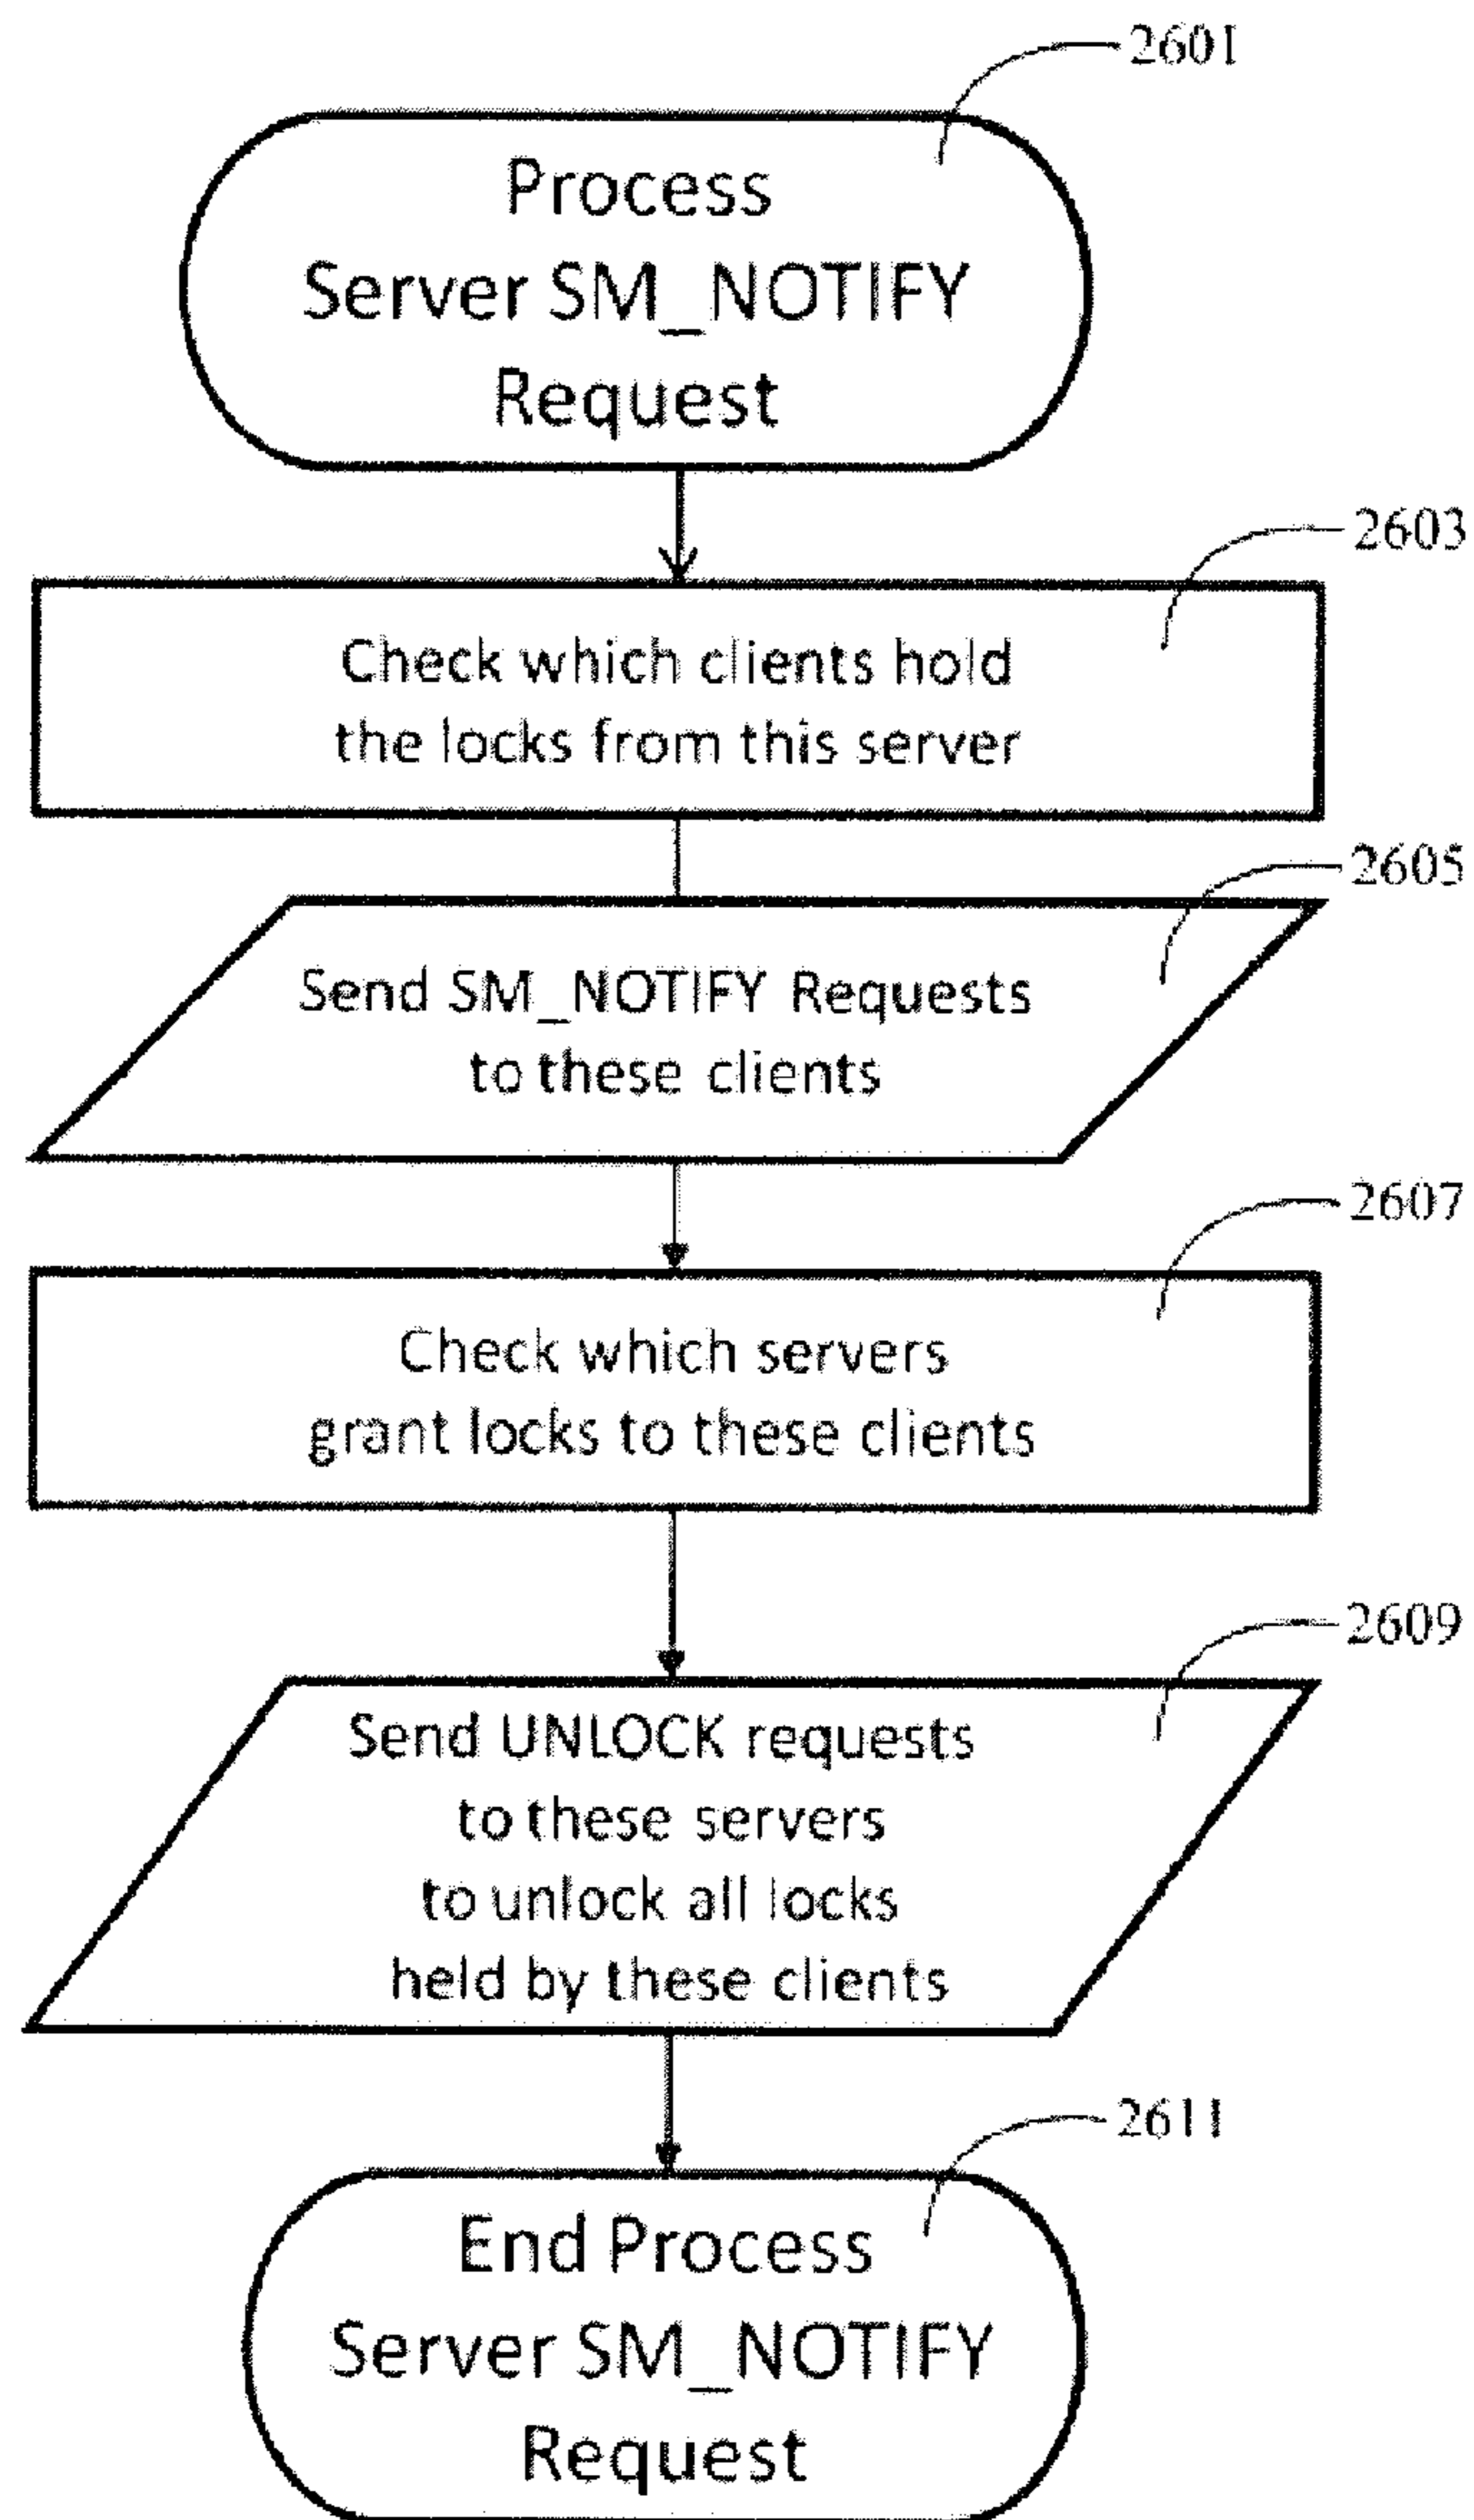 2601
Process
Server SM_NOTIFY
Request
2603
Check which clients hold
the locks from this server
2605
Send SM_NOTIFY Requests
to these clients
2607
Check which servers
grant locks to these clients
2609
Send UNLOCK requests
to these servers
to unlock all locks
held by these clients
2611
End Process
Server SM_NOTIFY
Request